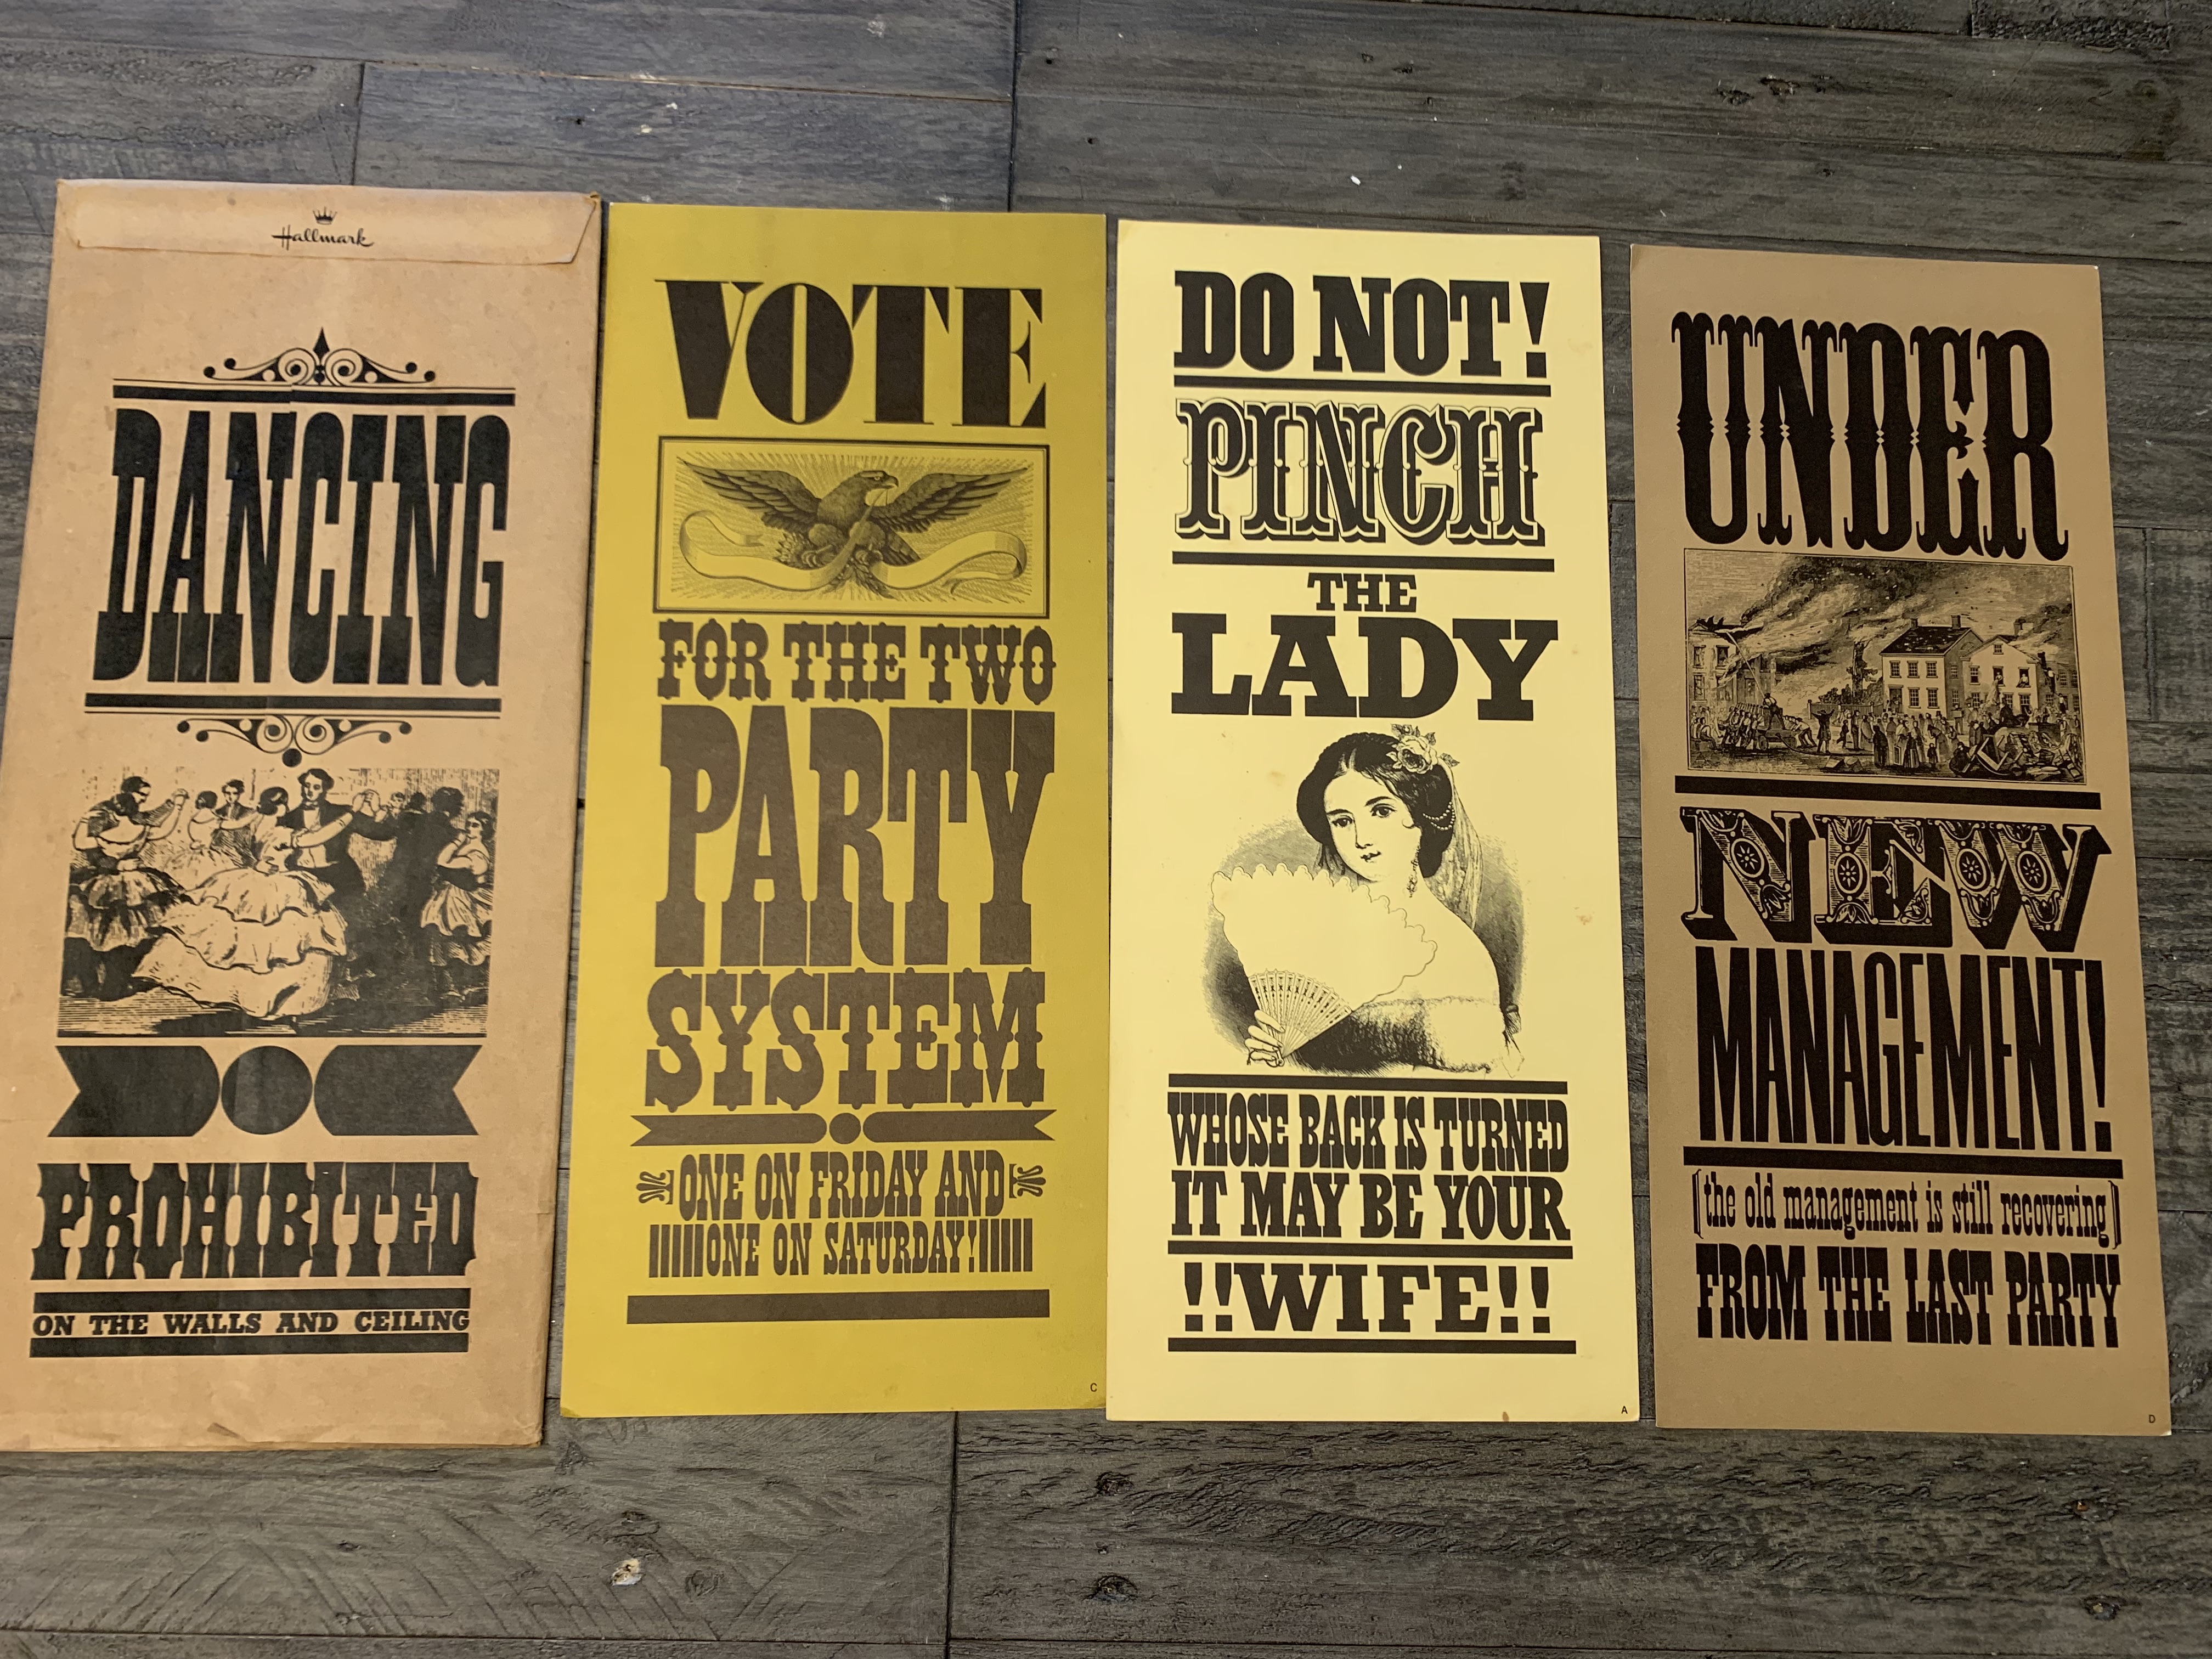 Hallmark
DANCING
PROHIBITED
ON THE WALLS AND CEILING
VOTE
FOR THE TWO
PARTY
SYSTEM
ONE ON FRIDAY AND
ONE ON SATURDAY!
C
DO NOT!
PINCH
THE
LADY
WHOSE BACK IS TURNED
IT MAY BE YOUR
!!WIFE!!
A
UNDER
NEW
MANAGEMENT!
(the old management is still recovering)
FROM THE LAST PARTY
D